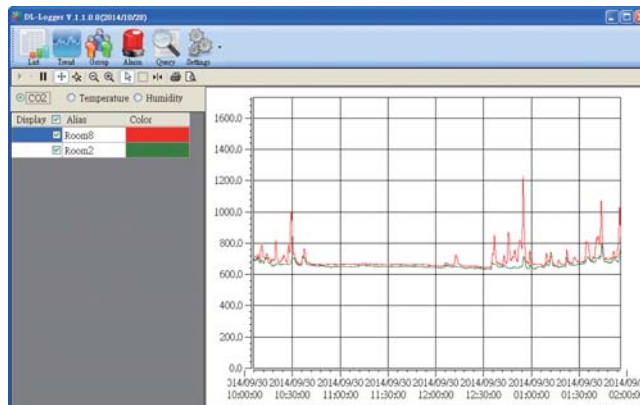 DL-Logger V.1.1.0.0(2014/10/28)
List Trend Group Alarm Query Settings
CO2 Temperature Humidity
Display Alias Color
Room8
Room2
1600.0
1400.0
1200.0
1000.0
800.0
600.0
400.0
200.0
0.0
014/09/30 2014/09/30 2014/09/30 2014/09/30 2014/09/30 2014/09/30 2014/09/30 2014/09/30 2014/09/
10:00:00 10:30:00 11:00:00 11:30:00 12:00:00 12:30:00 01:00:00 01:30:00 02:00: